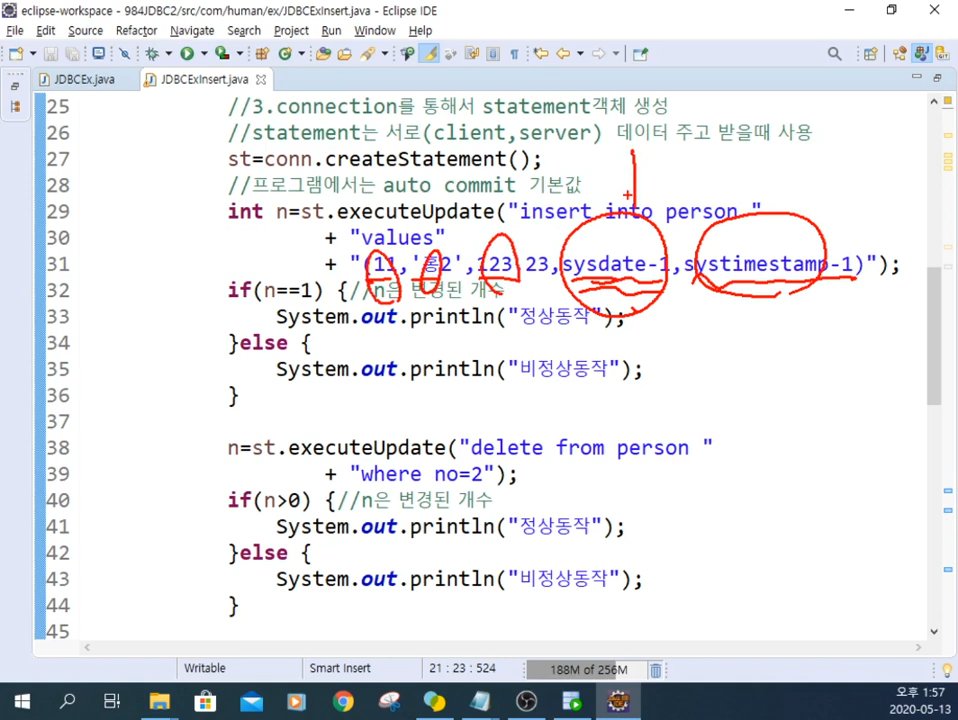 eclipse-workspace - 984JDBC2/src/com/human/ex/JDBCExInsert.java - Eclipse IDE
File Edit Source Refactor Navigate Search Project Run Window Help
JDBCEx.java JDBCExInsert.java
25 //3.connection를 통해서 statement객체 생성
26 //statement는 서로(client,server) 데이터 주고 받을때 사용
27 st=conn.createStatement();
28 //프로그램에서는 auto commit 기본값
29 int n=st.executeUpdate("insert into person "
30 + "values"
31 + "(11,'홍2',123.23,sysdate-1,systimestamp-1)");
32 if(n==1) {//n은 변경된 개수
33 System.out.println("정상동작");
34 }else {
35 System.out.println("비정상동작");
36 }
37
38 n=st.executeUpdate("delete from person "
39 + "where no=2");
40 if(n>0) {//n은 변경된 개수
41 System.out.println("정상동작");
42 }else {
43 System.out.println("비정상동작");
44 }
45
Writable Smart Insert 21 : 23 : 524 188M of 256M
오후 1:57
2020-05-13